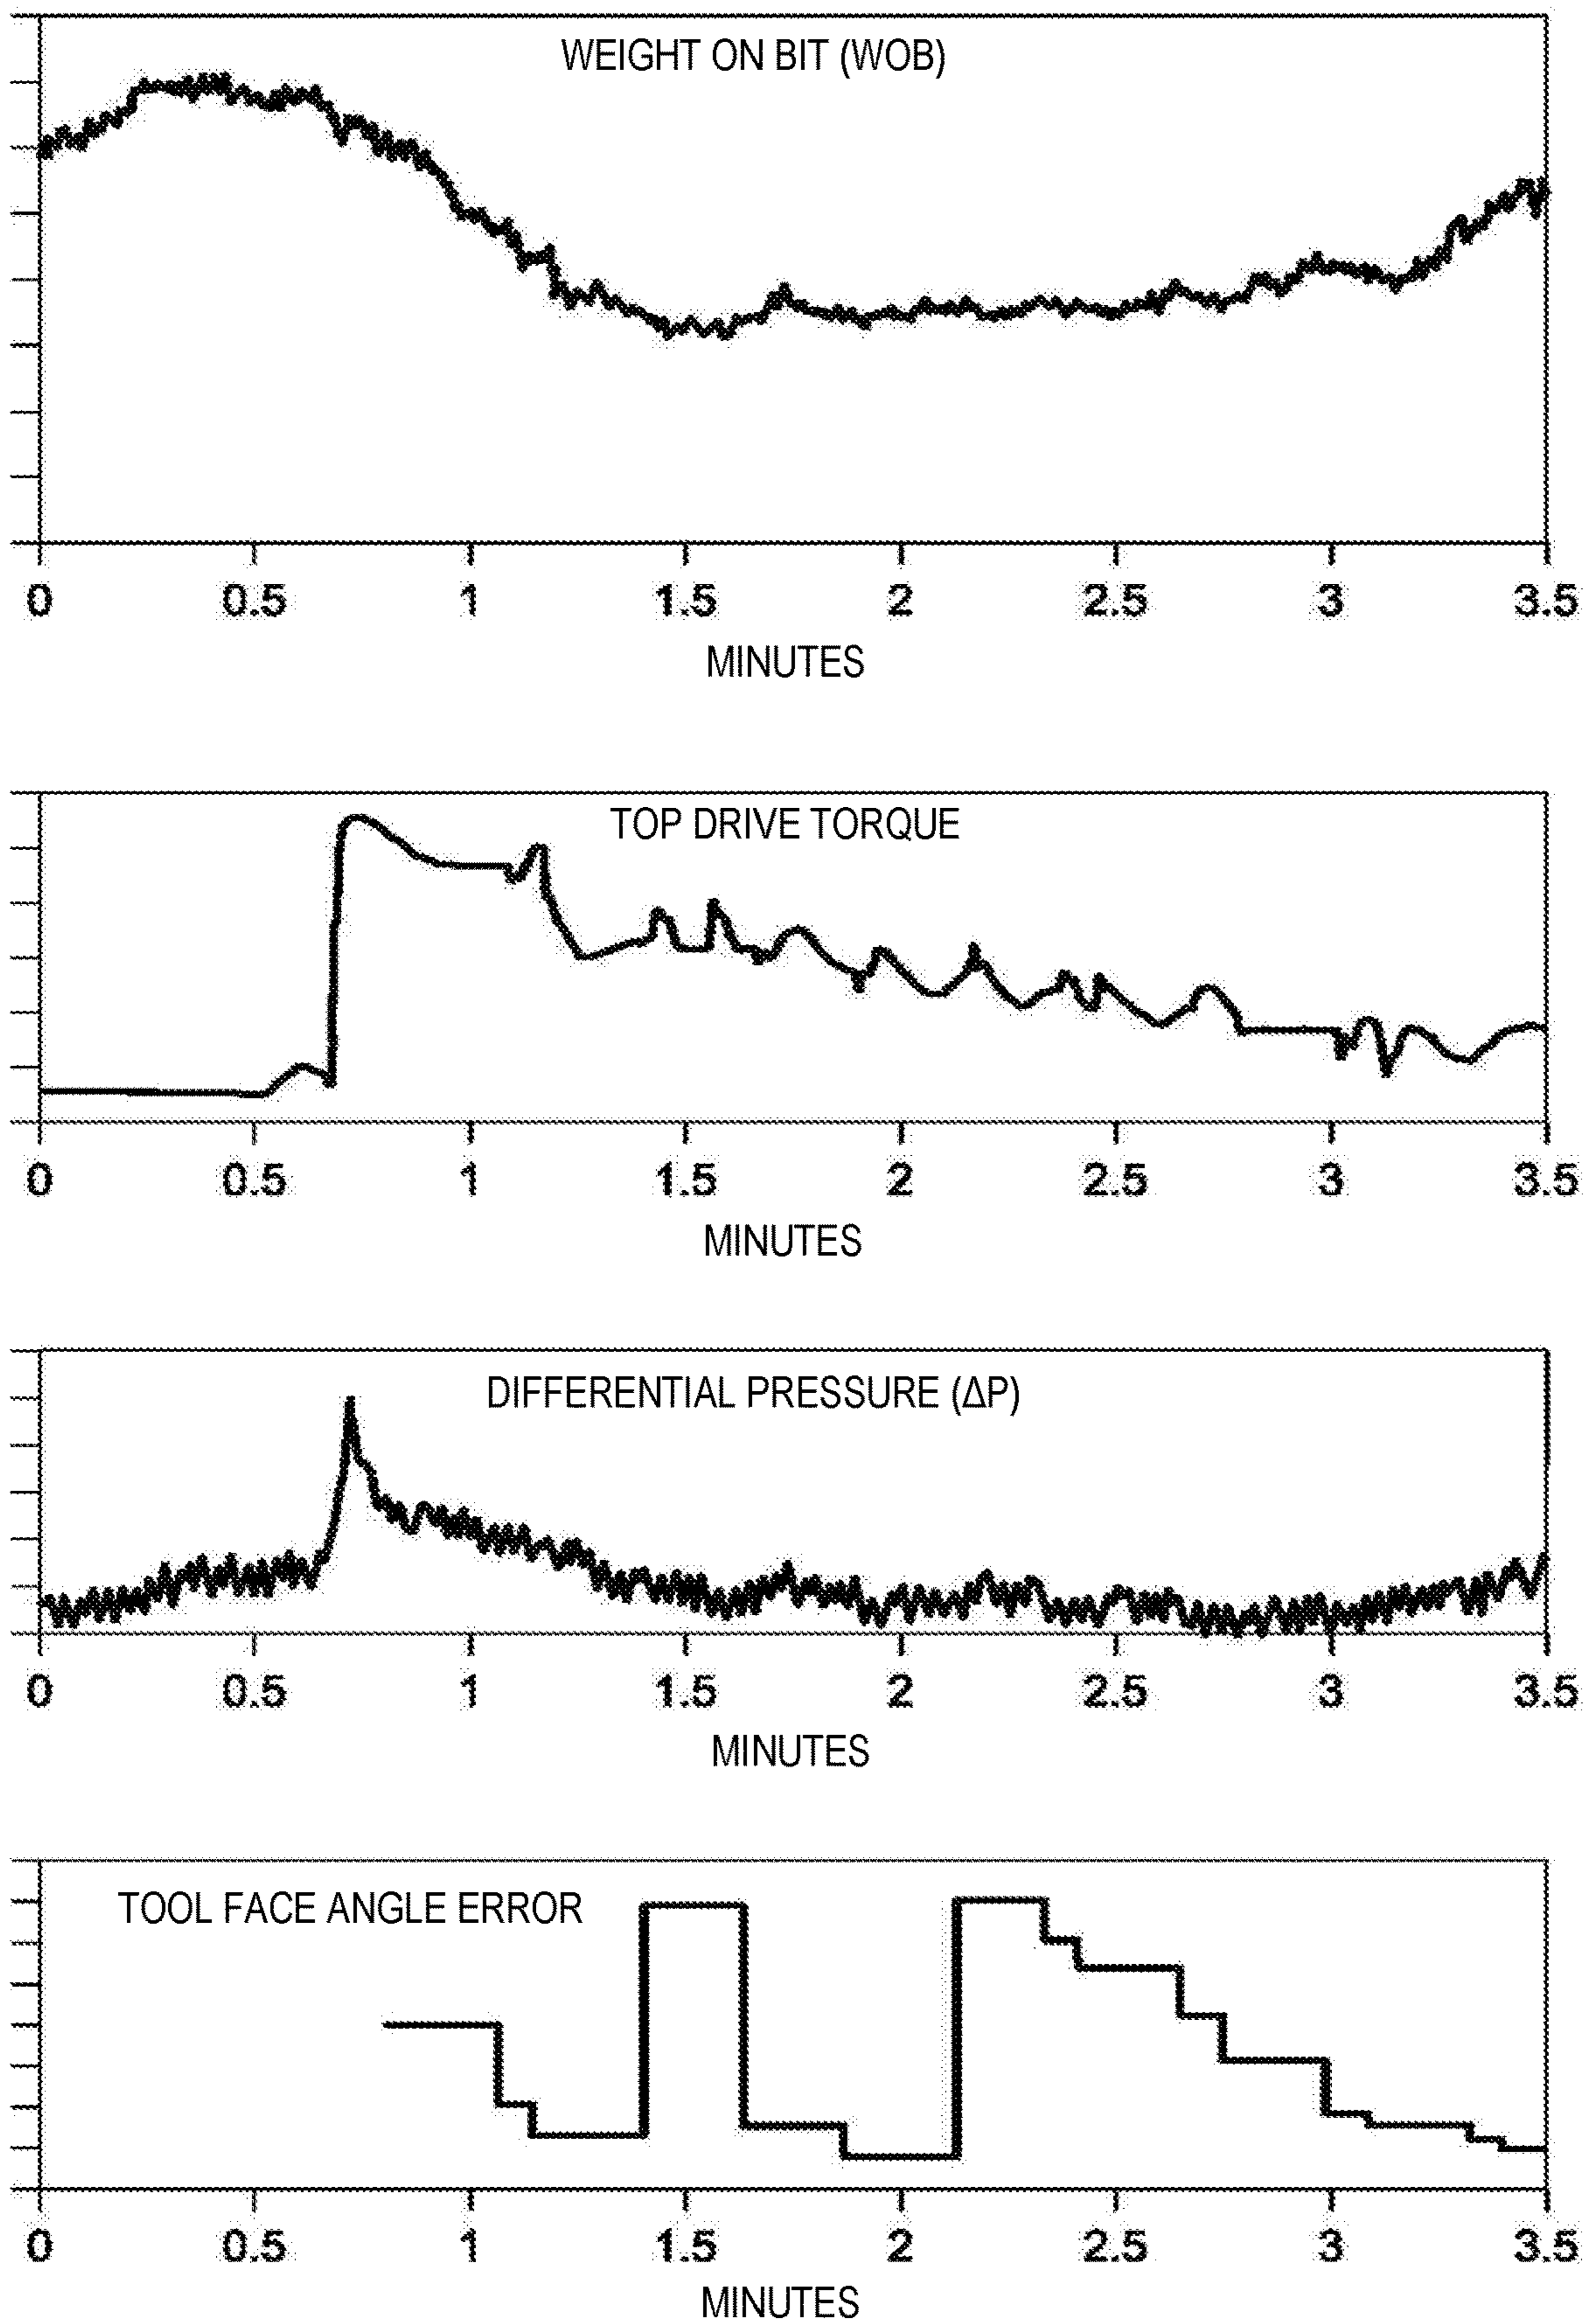 WEIGHT ON BIT (WOB)
0 0.5 1 1.5 2 2.5 3 3.5
MINUTES
TOP DRIVE TORQUE
0 0.5 1 1.5 2 2.5 3 3.5
MINUTES
DIFFERENTIAL PRESSURE (ΔP)
0 0.5 1 1.5 2 2.5 3 3.5
MINUTES
TOOL FACE ANGLE ERROR
0 0.5 1 1.5 2 2.5 3 3.5
MINUTES